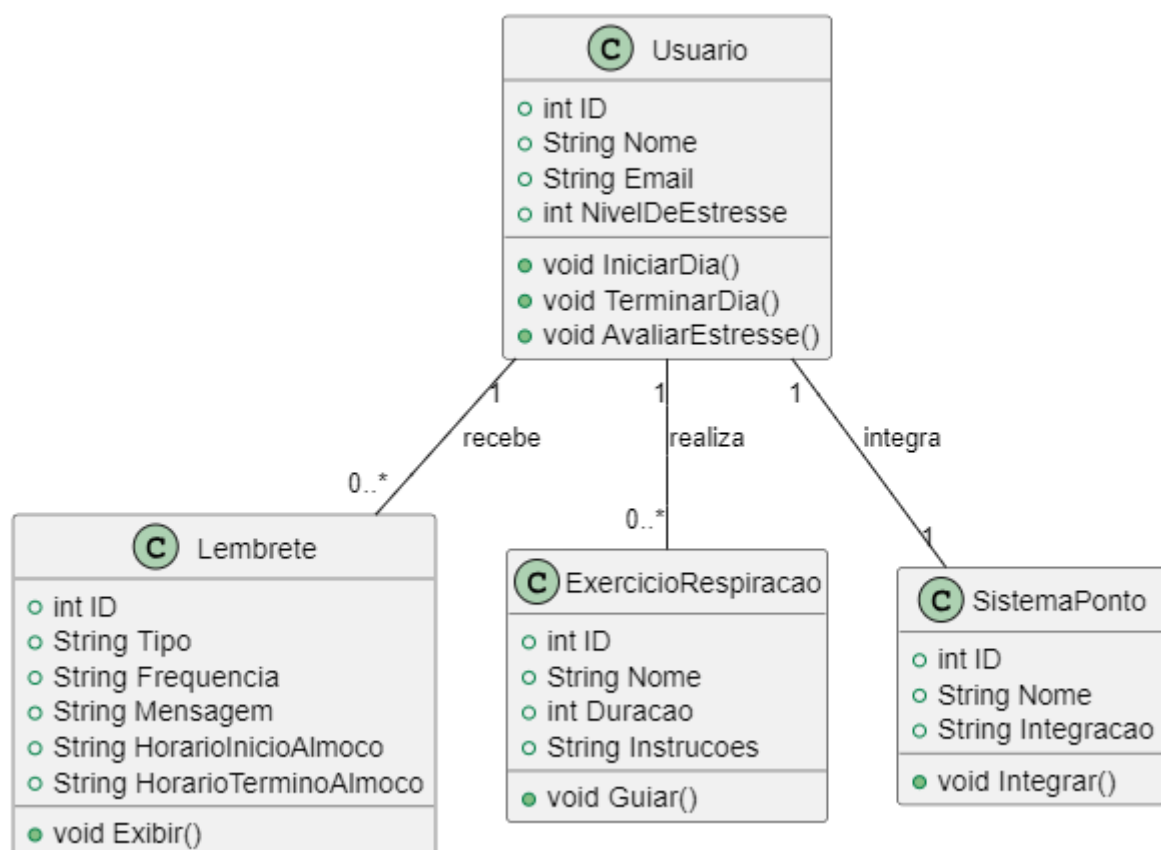 C Usuario
int ID
String Nome
String Email
int NivelDeEstresse
void IniciarDia()
void TerminarDia()
void AvaliarEstresse()
1
1
1
recebe
realiza
integra
0..*
0..*
1
C Lembrete
int ID
String Tipo
String Frequencia
String Mensagem
String HorarioInicioAlmoco
String HorarioTerminoAlmoco
void Exibir()
C ExercicioRespiracao
int ID
String Nome
int Duracao
String Instrucoes
void Guiar()
C SistemaPonto
int ID
String Nome
String Integracao
void Integrar()